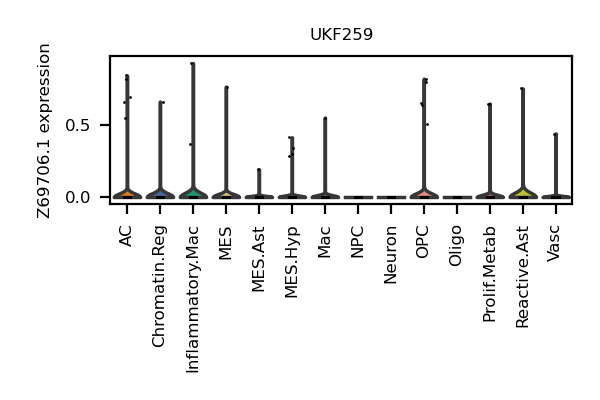 UKF259
Z69706.1 expression
0.5
0.0
AC
Chromatin.Reg
Inflammatory.Mac
MES
MES.Ast
MES.Hyp
Mac
NPC
Neuron
OPC
Oligo
Prolif.Metab
Reactive.Ast
Vasc